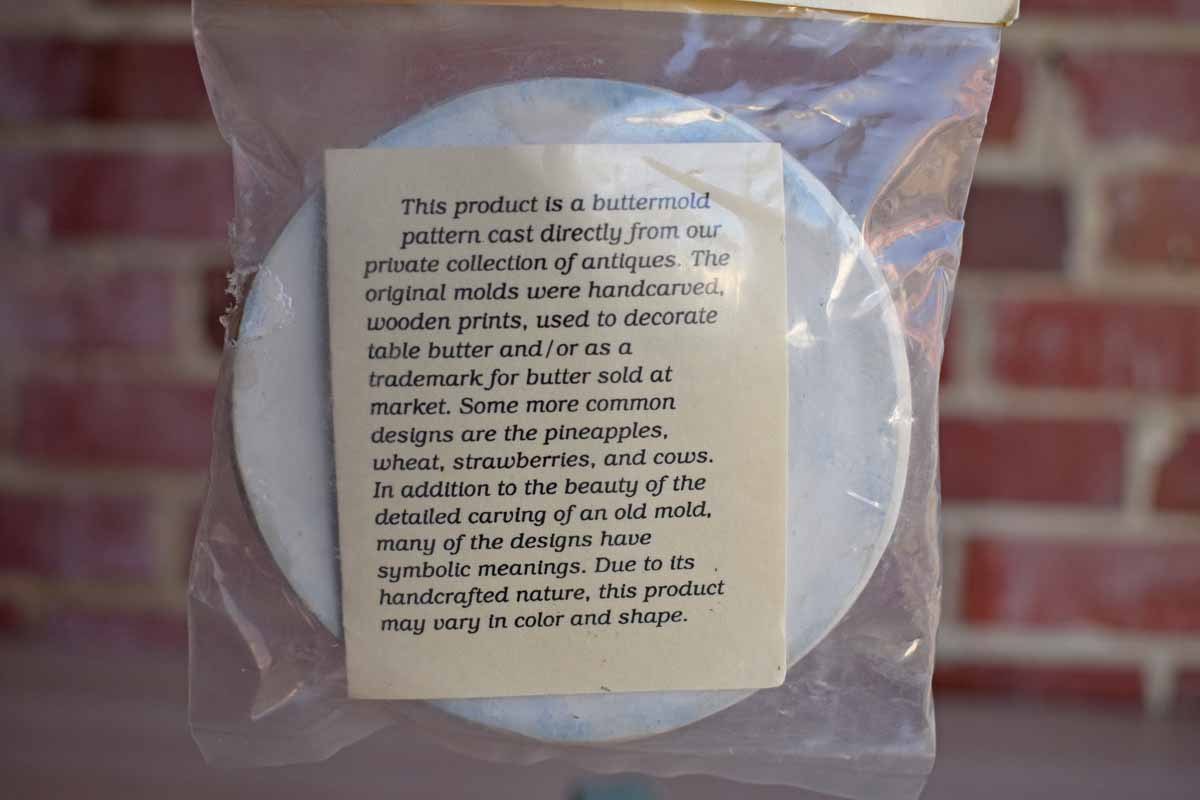 This product is a buttermold
pattern cast directly from our
private collection of antiques. The
original molds were handcarved,
wooden prints, used to decorate
table butter and/or as a
trademark for butter sold at
market. Some more common
designs are the pineapples,
wheat, strawberries, and cows.
In addition to the beauty of the
detailed carving of an old mold,
many of the designs have
symbolic meanings. Due to its
handcrafted nature, this product
may vary in color and shape.